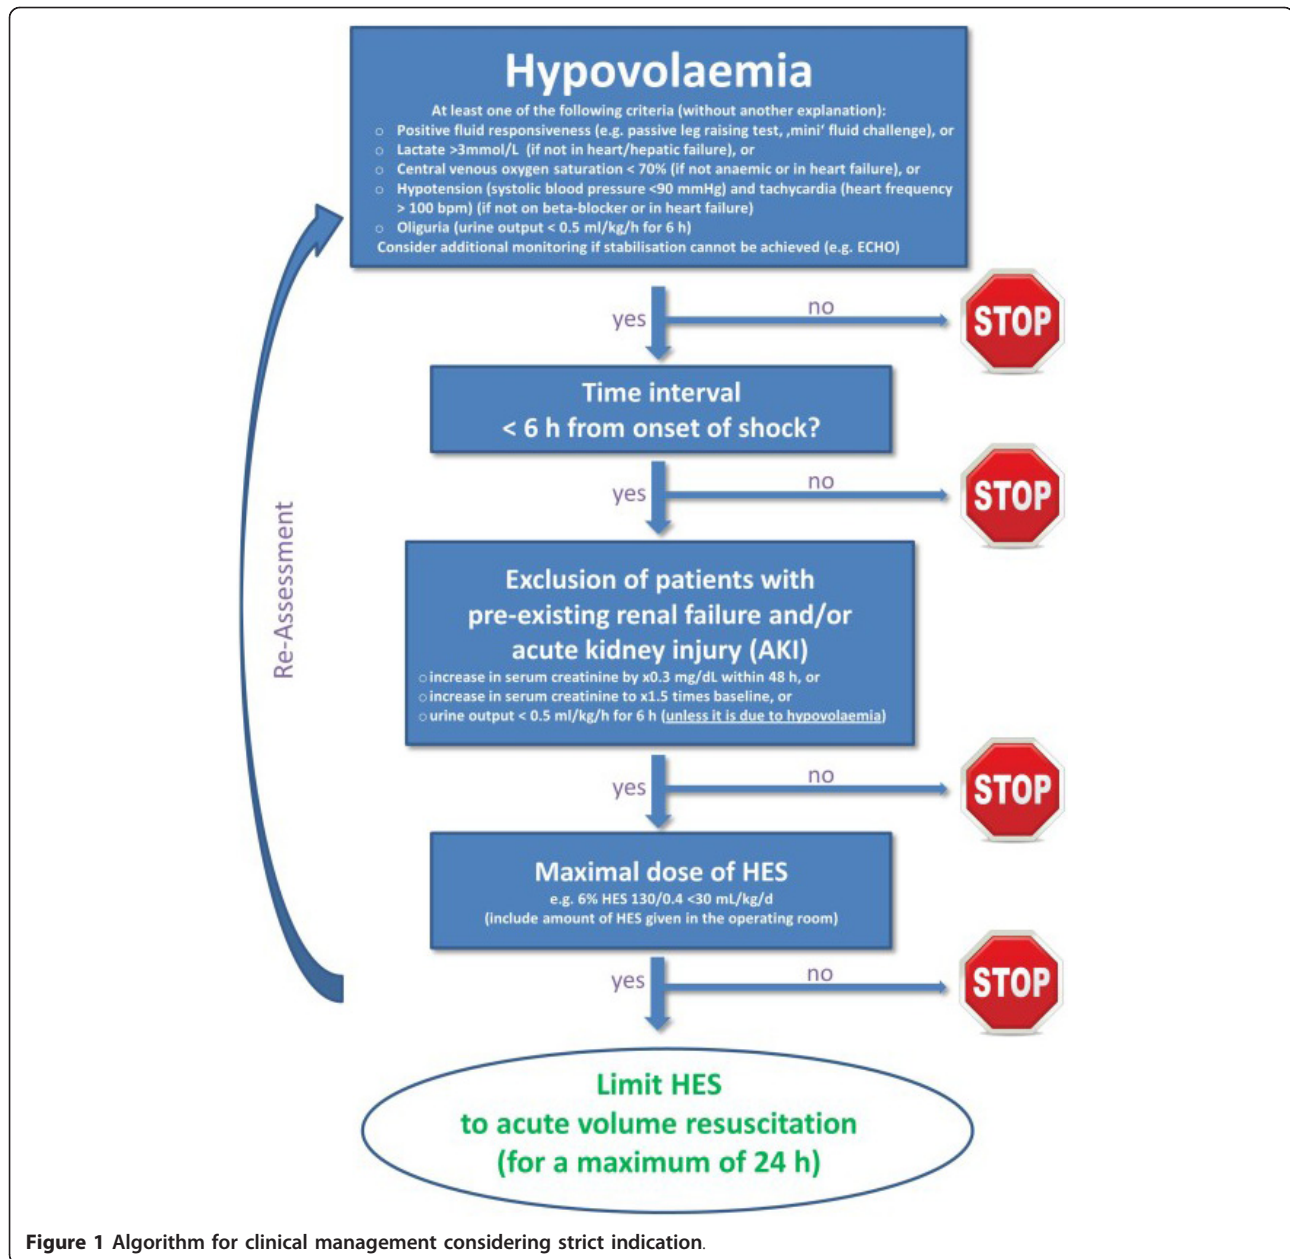 Hypovolaemia
At least one of the following criteria (without another explanation):
○ Positive fluid responsiveness (e.g. passive leg raising test, ‚mini‘ fluid challenge), or
○ Lactate >3mmol/L (if not in heart/hepatic failure), or
○ Central venous oxygen saturation < 70% (if not anaemic or in heart failure), or
○ Hypotension (systolic blood pressure <90 mmHg) and tachycardia (heart frequency
> 100 bpm) (if not on beta-blocker or in heart failure)
○ Oliguria (urine output < 0.5 ml/kg/h for 6 h)
Consider additional monitoring if stabilisation cannot be achieved (e.g. ECHO)
yes
no
STOP
Time interval
< 6 h from onset of shock?
yes
no
STOP
Re-Assessment
Exclusion of patients with
pre-existing renal failure and/or
acute kidney injury (AKI)
○ increase in serum creatinine by x0.3 mg/dL within 48 h, or
○ increase in serum creatinine to x1.5 times baseline, or
○ urine output < 0.5 ml/kg/h for 6 h (unless it is due to hypovolaemia)
yes
no
STOP
Maximal dose of HES
e.g. 6% HES 130/0.4 <30 mL/kg/d
(include amount of HES given in the operating room)
yes
no
STOP
Limit HES
to acute volume resuscitation
(for a maximum of 24 h)
Figure 1 Algorithm for clinical management considering strict indication.